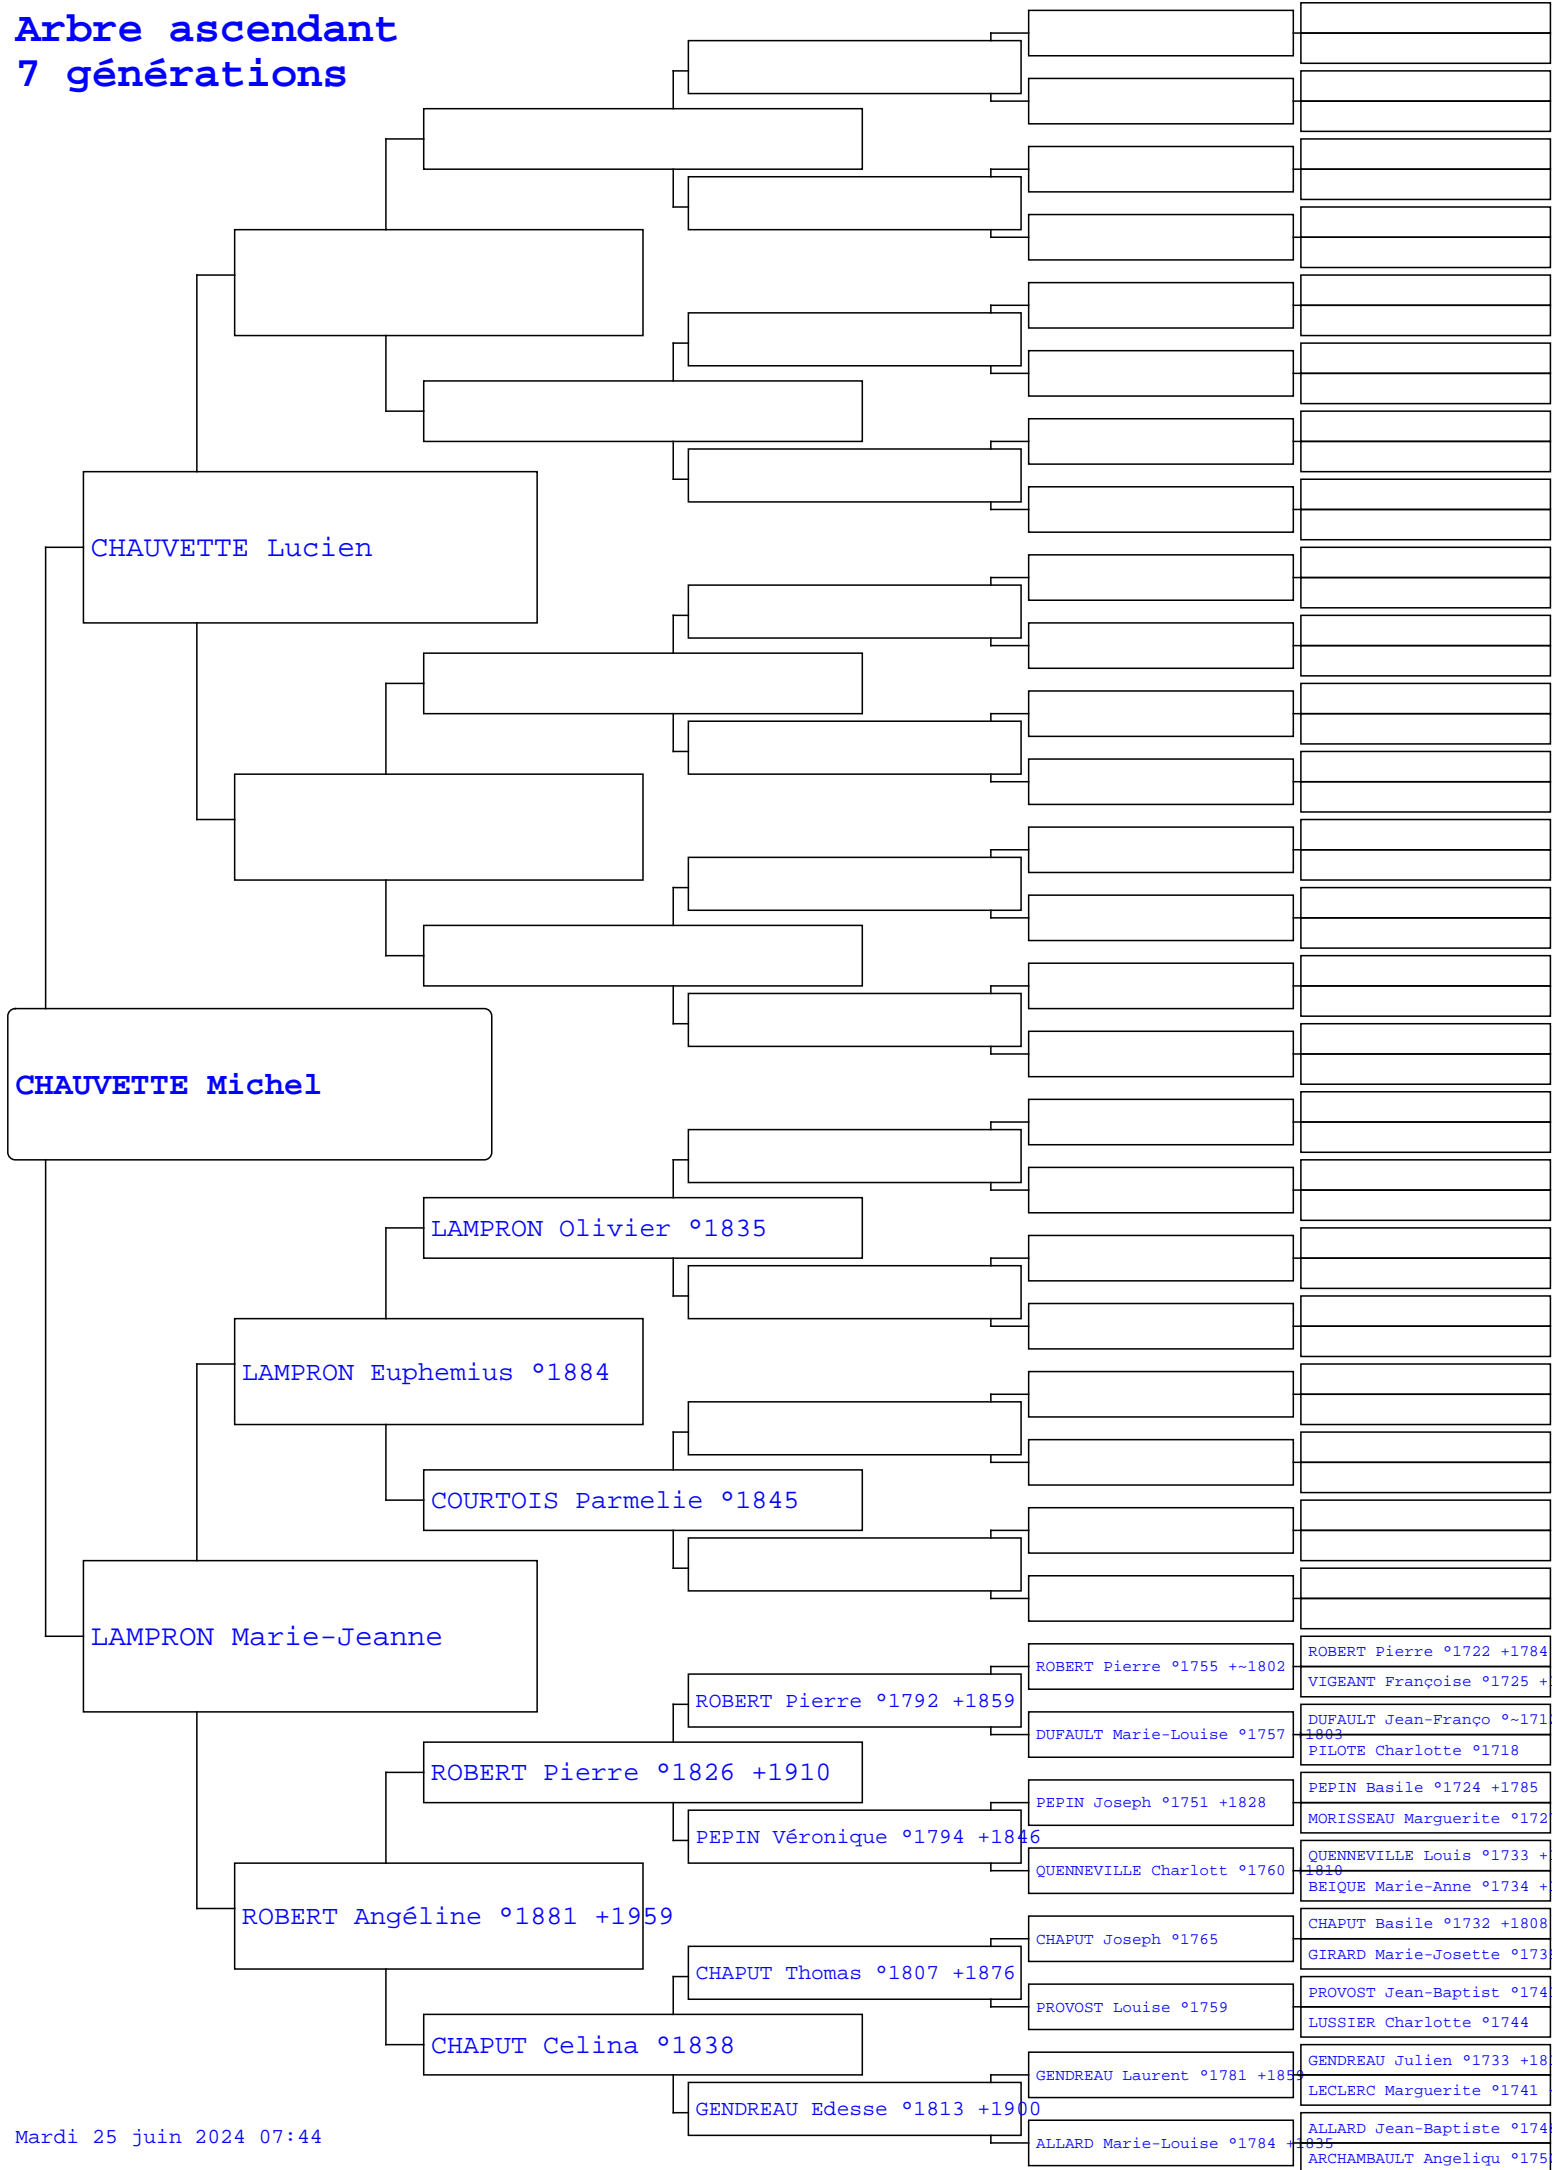 Arbre ascendant
7 générations
CHAUVETTE Lucien
CHAUVETTE Michel
LAMPRON Olivier °1835
LAMPRON Euphemius °1884
COURTOIS Parmelie °1845
LAMPRON Marie-Jeanne
ROBERT Pierre °1722 +1784
ROBERT Pierre °1755 +~1802
VIGEANT Françoise °1725
ROBERT Pierre °1792 +1859
DUFAULT Jean-Franço
DUFAULT Marie-Louise °1757 +1803
PILOTE Charlotte °1718
ROBERT Pierre °1826 +1910
PEPIN Basile °1724 +1785
PEPIN Joseph °1751 +1828
MORISSEAU Marguerite
PEPIN Véronique °1794 +1846
QUENNEVILLE Louis °1733
QUENNEVILLE Charlott °1760 +1810
BEIQUE Marie-Anne °1734
ROBERT Angéline °1881 +1959
CHAPUT Basile °1732 +1808
CHAPUT Joseph °1765
GIRARD Marie-Josette
CHAPUT Thomas °1807 +1876
PROVOST Jean-Baptist
PROVOST Louise °1759
LUSSIER Charlotte °1744
CHAPUT Celina °1838
GENDREAU Julien °1733
GENDREAU Laurent °1781 +1859
LECLERC Marguerite °1741
GENDREAU Edesse °1813 +1900
ALLARD Jean-Baptiste
ALLARD Marie-Louise °1784 +1835
ARCHAMBAULT Angeliqu
Mardi 25 juin 2024 07:44